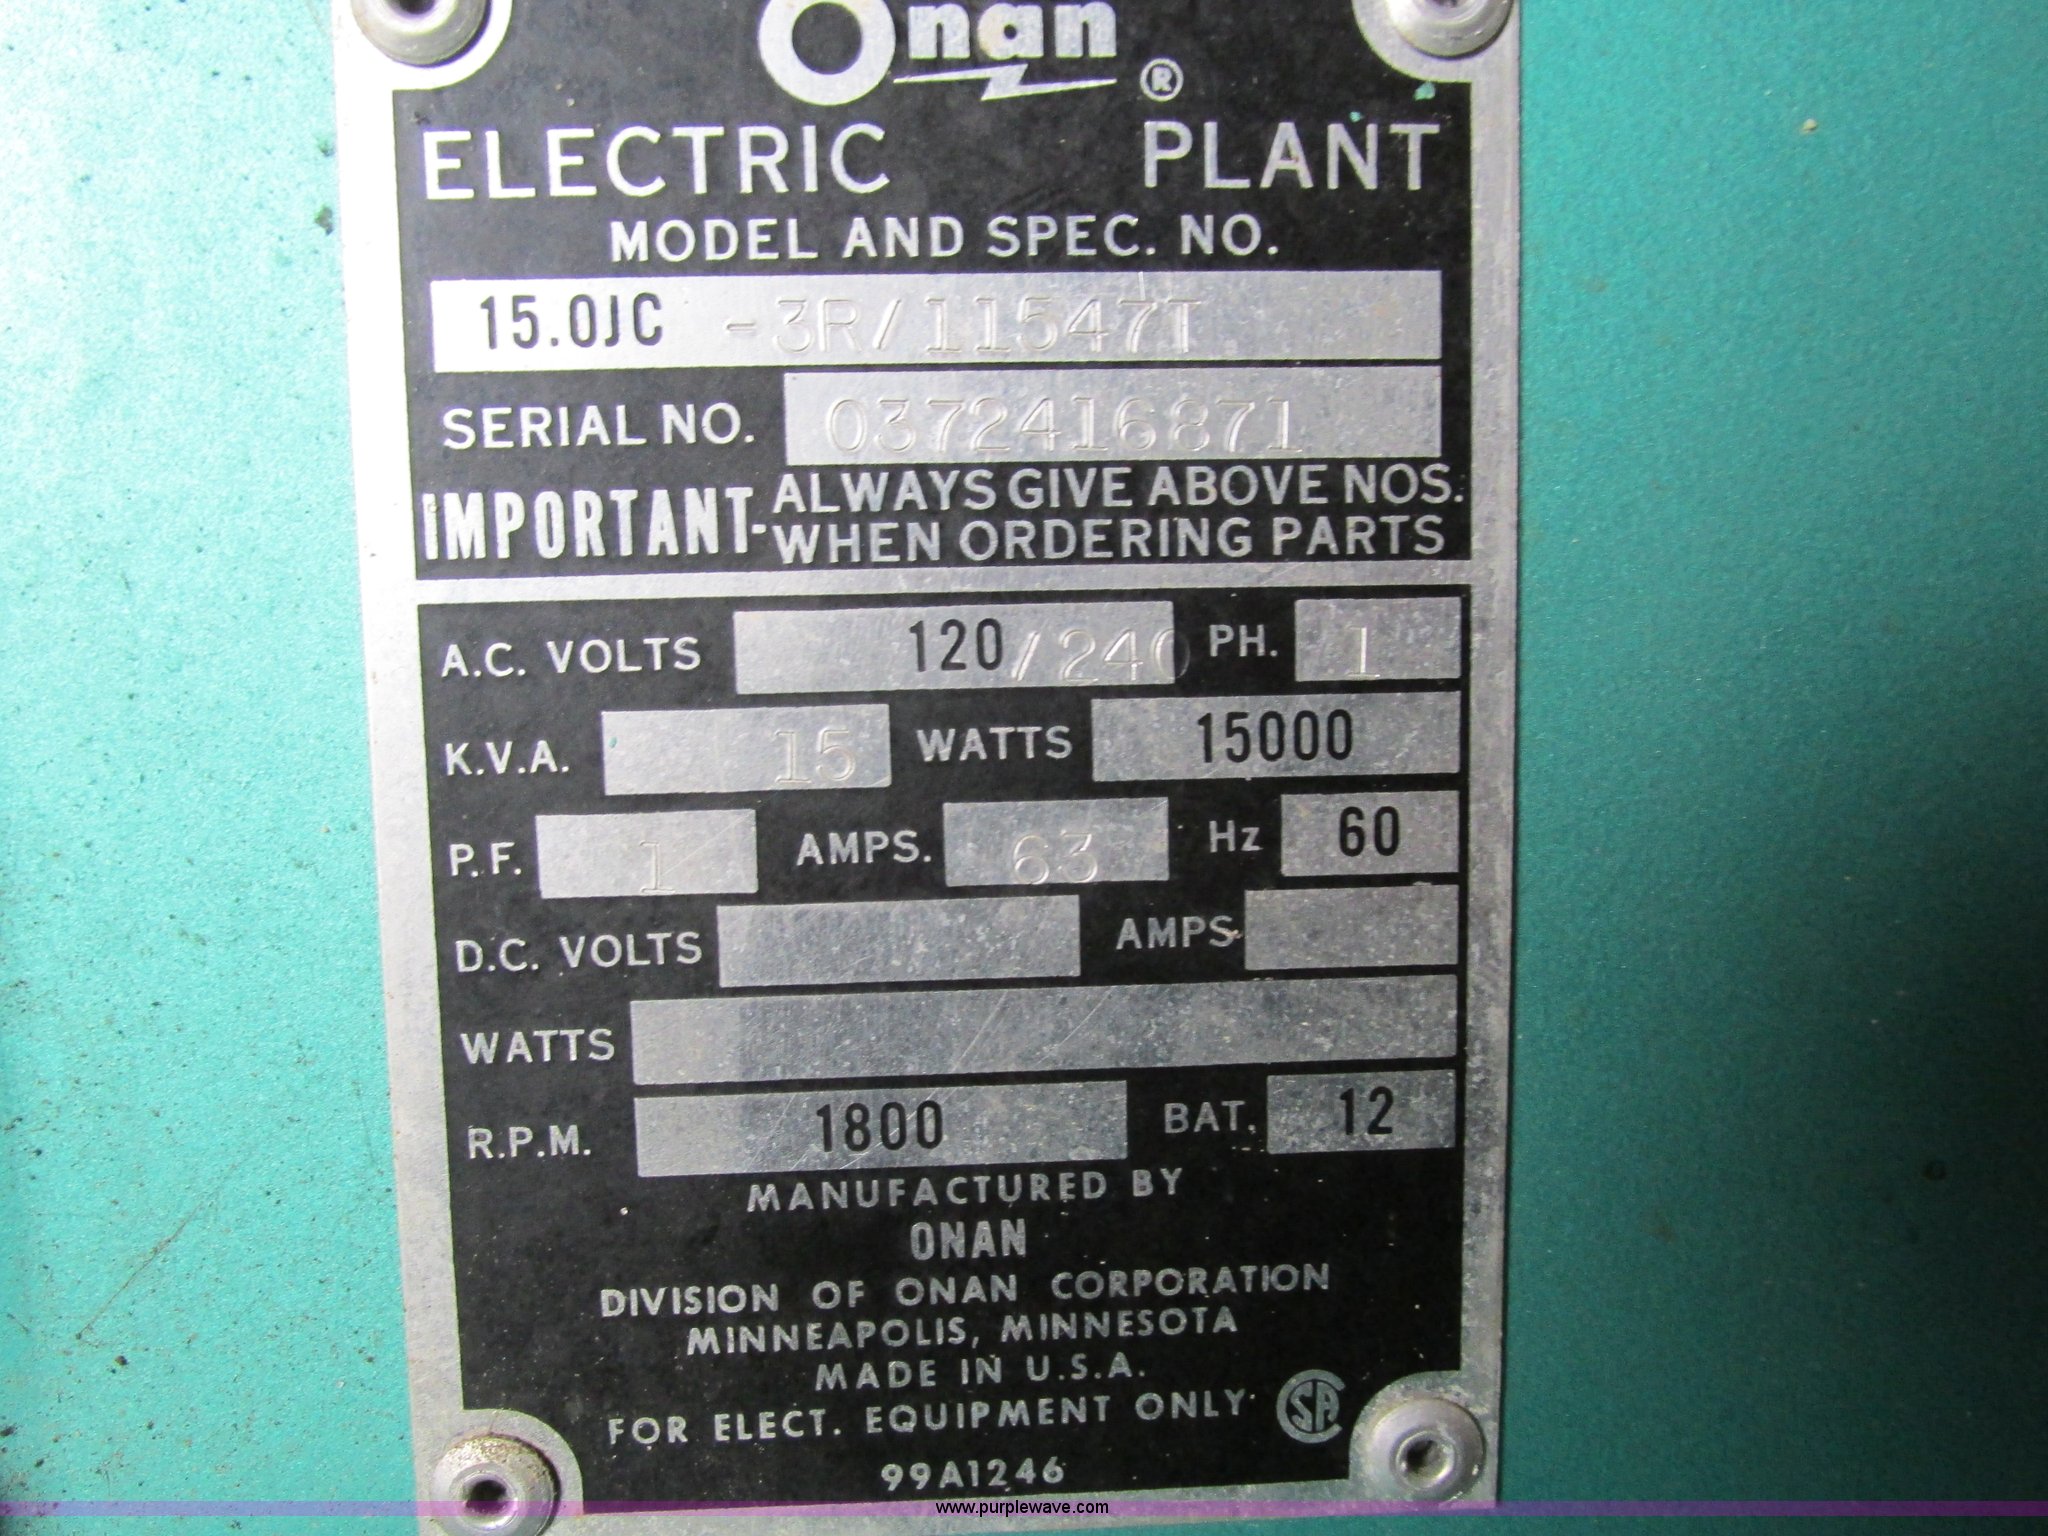 Onan ®
ELECTRIC PLANT
MODEL AND SPEC. NO.
15.0JC -3R/11547T
SERIAL NO. 0372416871
IMPORTANT- ALWAYS GIVE ABOVE NOS.
WHEN ORDERING PARTS
A.C. VOLTS 120/240 PH. 1
K.V.A. 15 WATTS 15000
P.F. 1 AMPS. 63 Hz 60
D.C. VOLTS AMPS.
WATTS
R.P.M. 1800 BAT. 12
MANUFACTURED BY
ONAN
DIVISION OF ONAN CORPORATION
MINNEAPOLIS, MINNESOTA
MADE IN U.S.A.
FOR ELECT. EQUIPMENT ONLY CSA
99A1246
www.purplewave.com